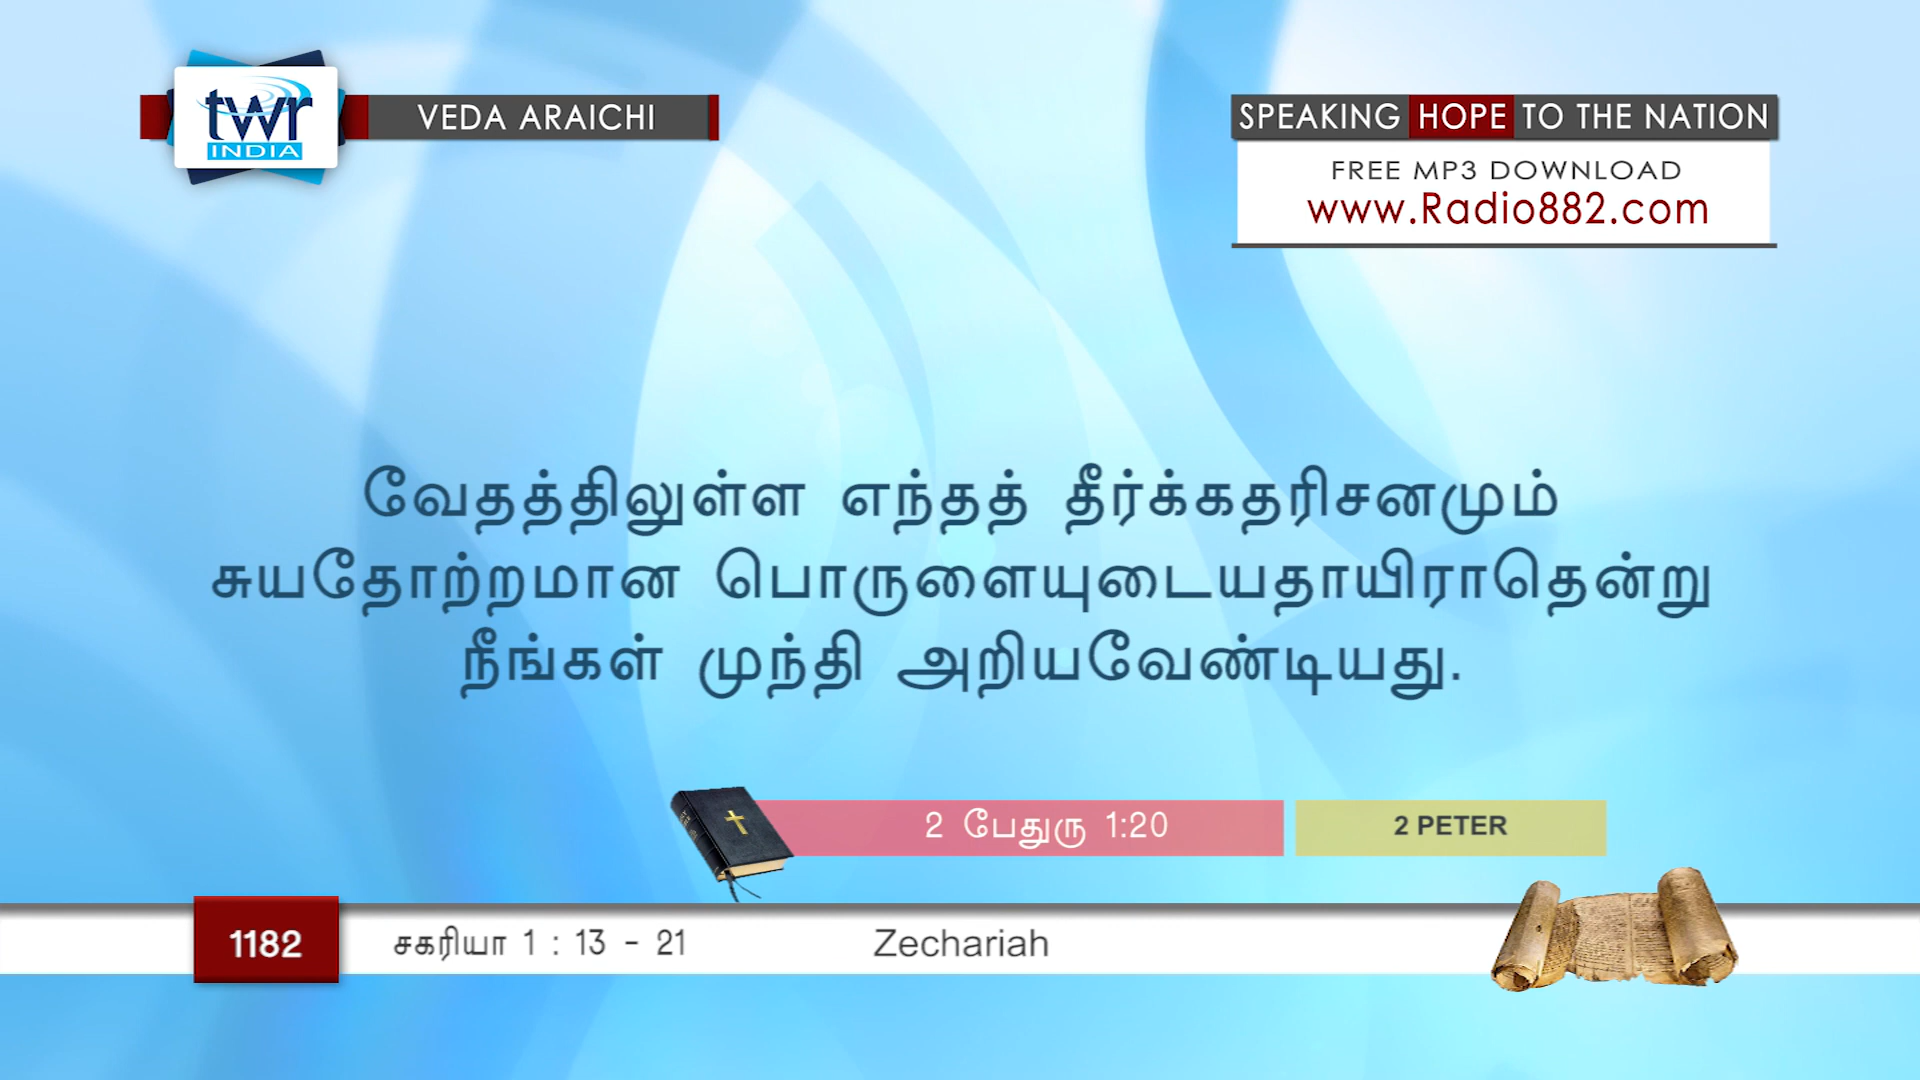 twr
INDIA
VEDA ARAICHI
SPEAKING HOPE TO THE NATION
FREE MP3 DOWNLOAD
www.Radio882.com
வேதத்திலுள்ள எந்தத் தீர்க்கதரிசனமும்
சுயதோற்றமான பொருளையுடையதாயிராதென்று
நீங்கள் முந்தி அறியவேண்டியது.
2 பேதுரு 1:20
2 PETER
1182
சகரியா 1 : 13 - 21
Zechariah